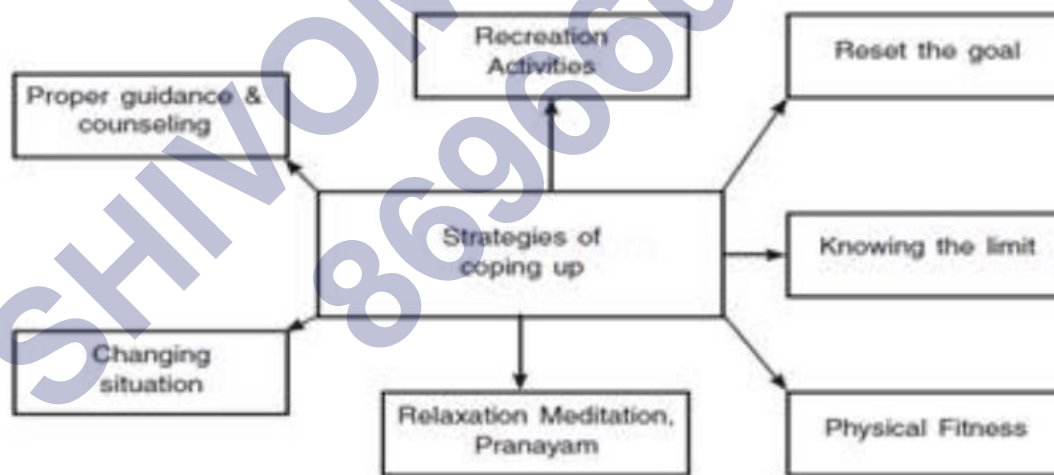 Recreation
Activities
Reset the goal
Proper guidance &
counseling
Strategies of
coping up
Knowing the limit
Changing
situation
Relaxation Meditation,
Pranayam
Physical Fitness
SHIVOM
869660